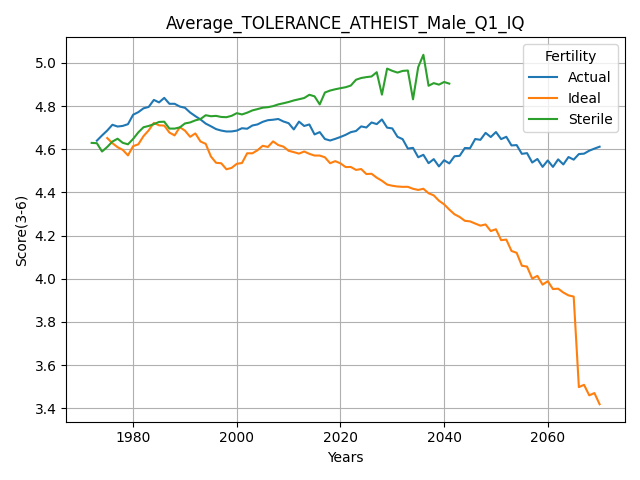 Average_TOLERANCE_ATHEIST_Male_Q1_IQ
Fertility
Actual
Ideal
Sterile
Score(3-6)
5.0
4.8
4.6
4.4
4.2
4.0
3.8
3.6
3.4
1980 2000 2020 2040 2060
Years